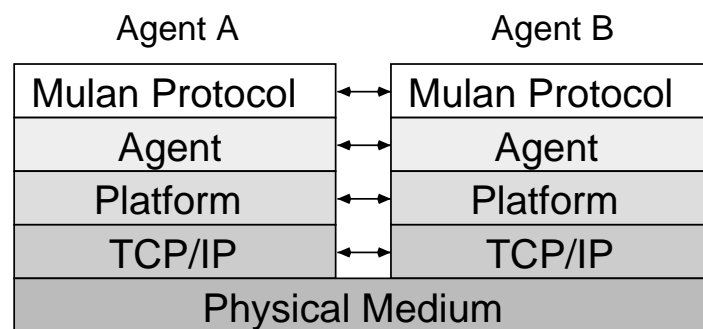 Agent A Agent B
Mulan Protocol Mulan Protocol
Agent Agent
Platform Platform
TCP/IP TCP/IP
Physical Medium